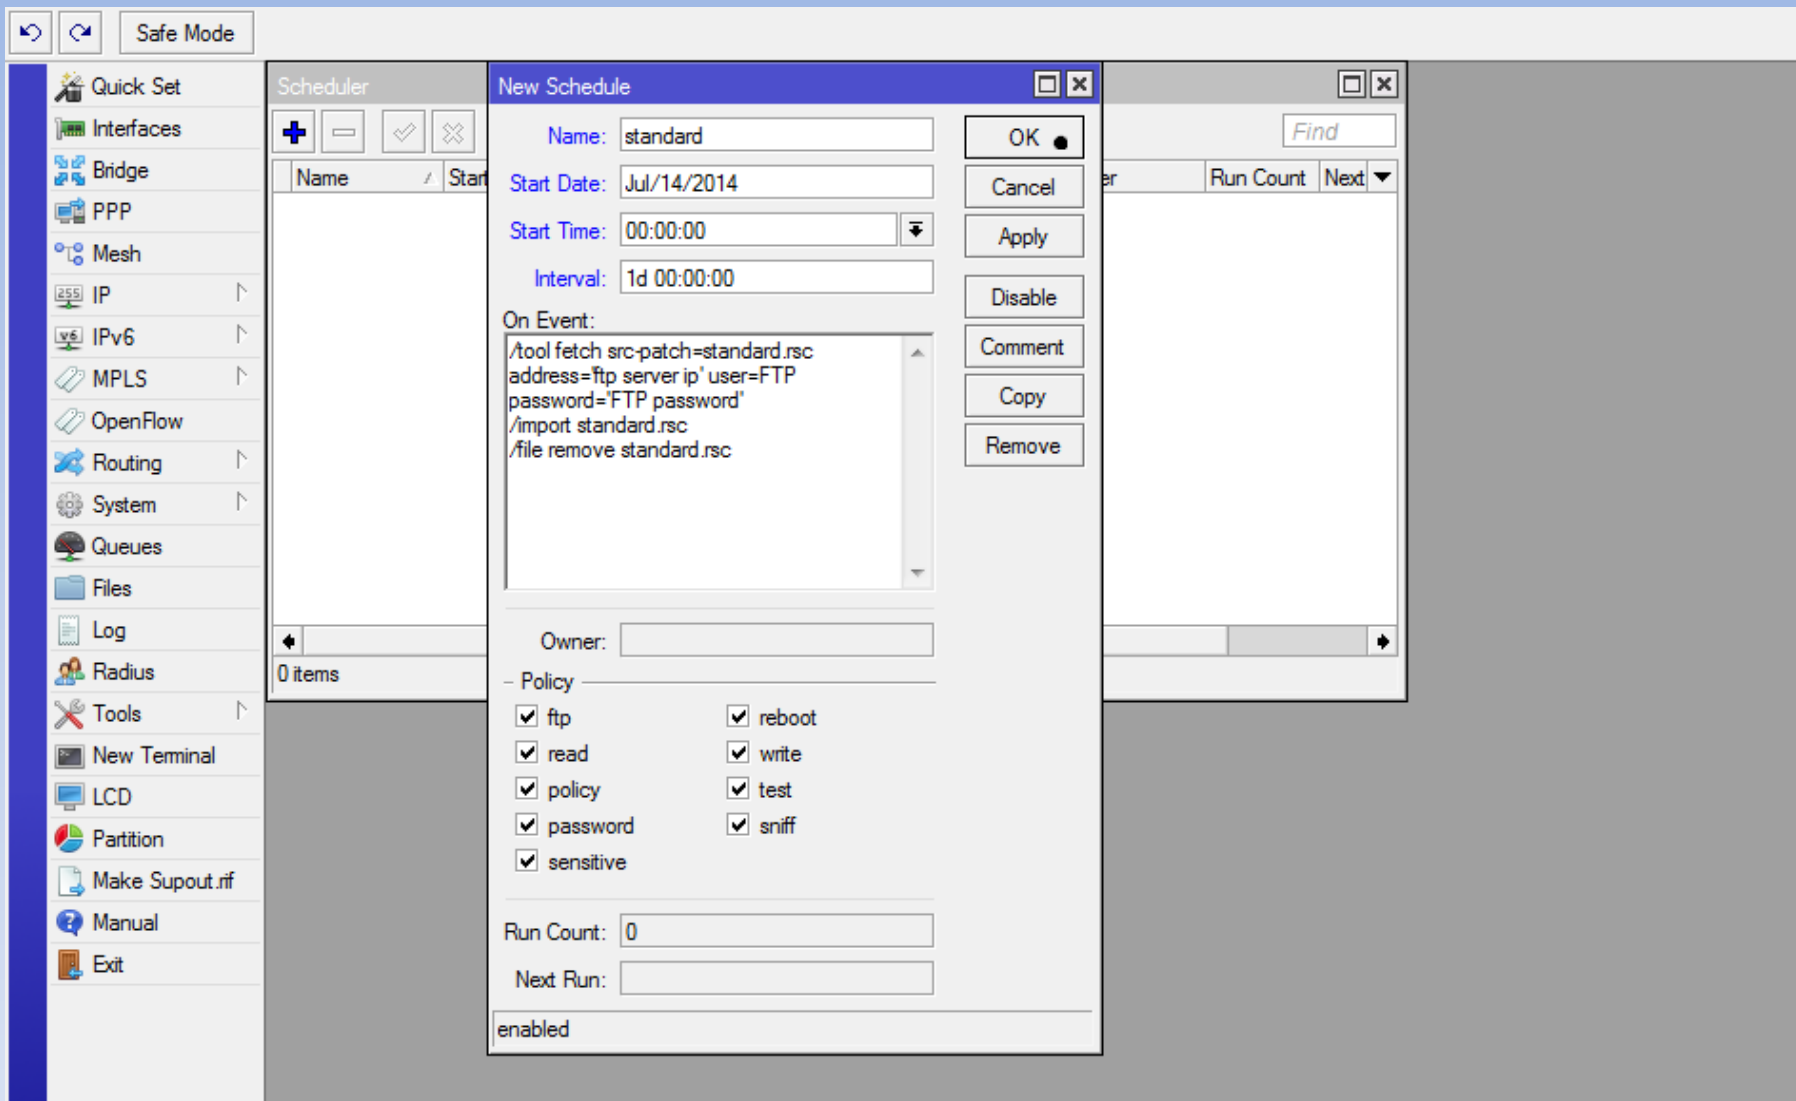 Safe Mode
Quick Set
Interfaces
Bridge
PPP
Mesh
255 IP
v6 IPv6
MPLS
OpenFlow
Routing
System
Queues
Files
Log
Radius
Tools
New Terminal
LCD
Partition
Make Supout.rif
Manual
Exit
Scheduler
Find
Name
Start
er
Run Count
Next
0 items
New Schedule
Name: standard
Start Date: Jul/14/2014
Start Time: 00:00:00
Interval: 1d 00:00:00
On Event:
/tool fetch src-patch=standard.rsc
address='ftp server ip' user=FTP
password='FTP password'
/import standard.rsc
/file remove standard.rsc
Owner:
Policy
ftp reboot
read write
policy test
password sniff
sensitive
Run Count: 0
Next Run:
enabled
OK
Cancel
Apply
Disable
Comment
Copy
Remove